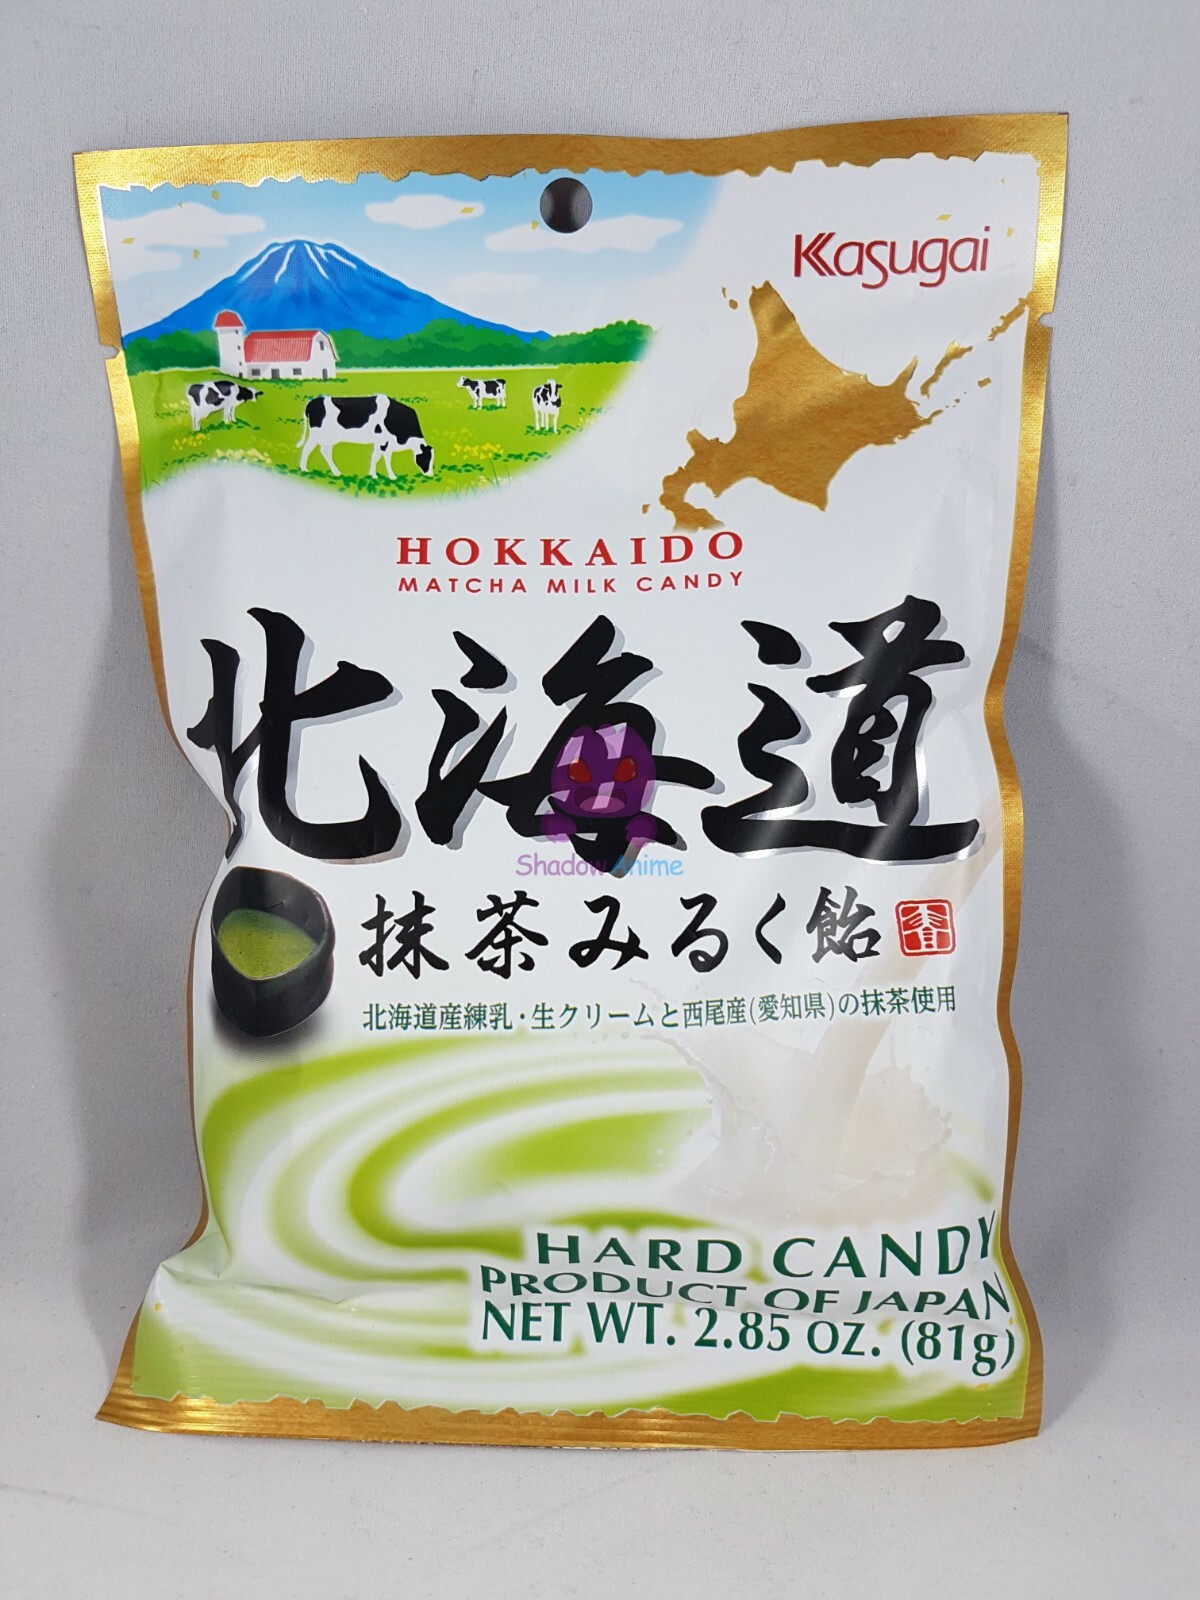 Kasugai
HOKKAIDO
MATCHA MILK CANDY
北海道
Shadow Anime
抹茶みるく飴
北海道産練乳・生クリームと西尾産(愛知県)の抹茶使用
HARD CANDY
PRODUCT OF JAPAN
NET WT. 2.85 OZ. (81g)